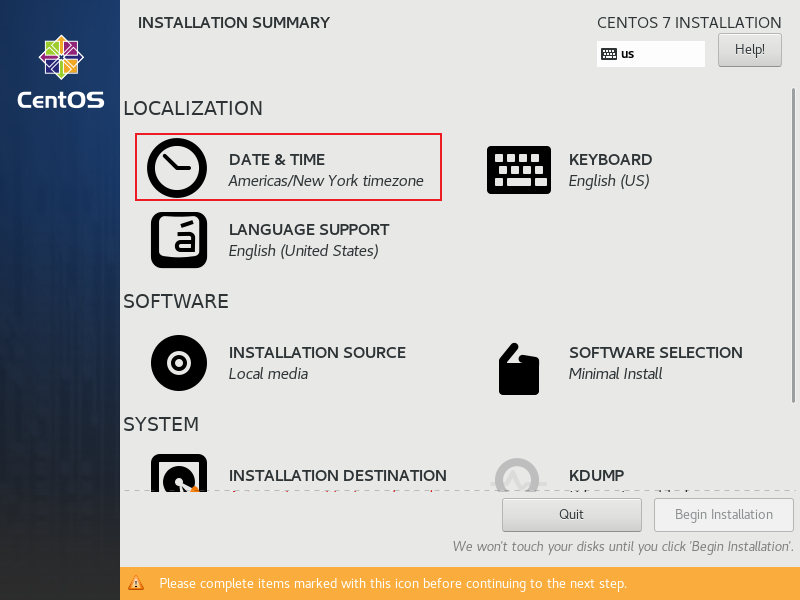 INSTALLATION SUMMARY
CENTOS 7 INSTALLATION
us
Help!
CentOS
LOCALIZATION
DATE & TIME
Americas/New York timezone
KEYBOARD
English (US)
á
LANGUAGE SUPPORT
English (United States)
SOFTWARE
INSTALLATION SOURCE
Local media
SOFTWARE SELECTION
Minimal Install
SYSTEM
INSTALLATION DESTINATION
KDUMP
Quit
Begin Installation
We won't touch your disks until you click 'Begin Installation'.
Please complete items marked with this icon before continuing to the next step.